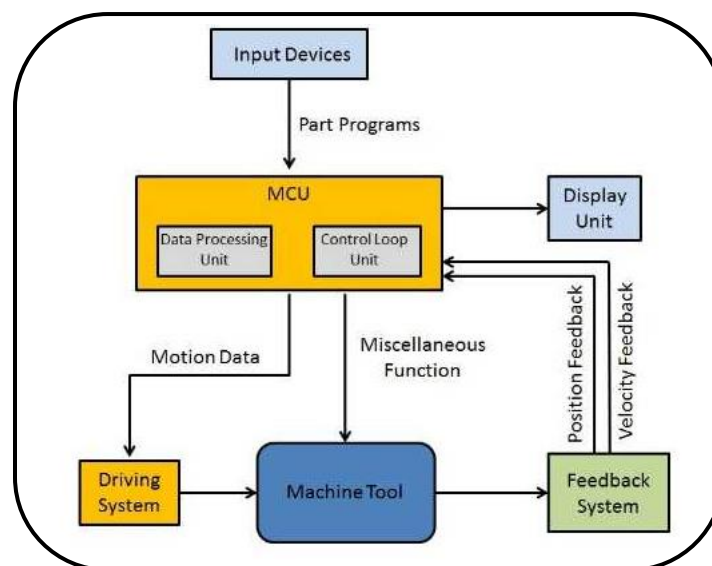 Input Devices
Part Programs
MCU
Data Processing
Unit
Control Loop
Unit
Display
Unit
Motion Data
Miscellaneous
Function
Position Feedback
Velocity Feedback
Driving
System
Machine Tool
Feedback
System